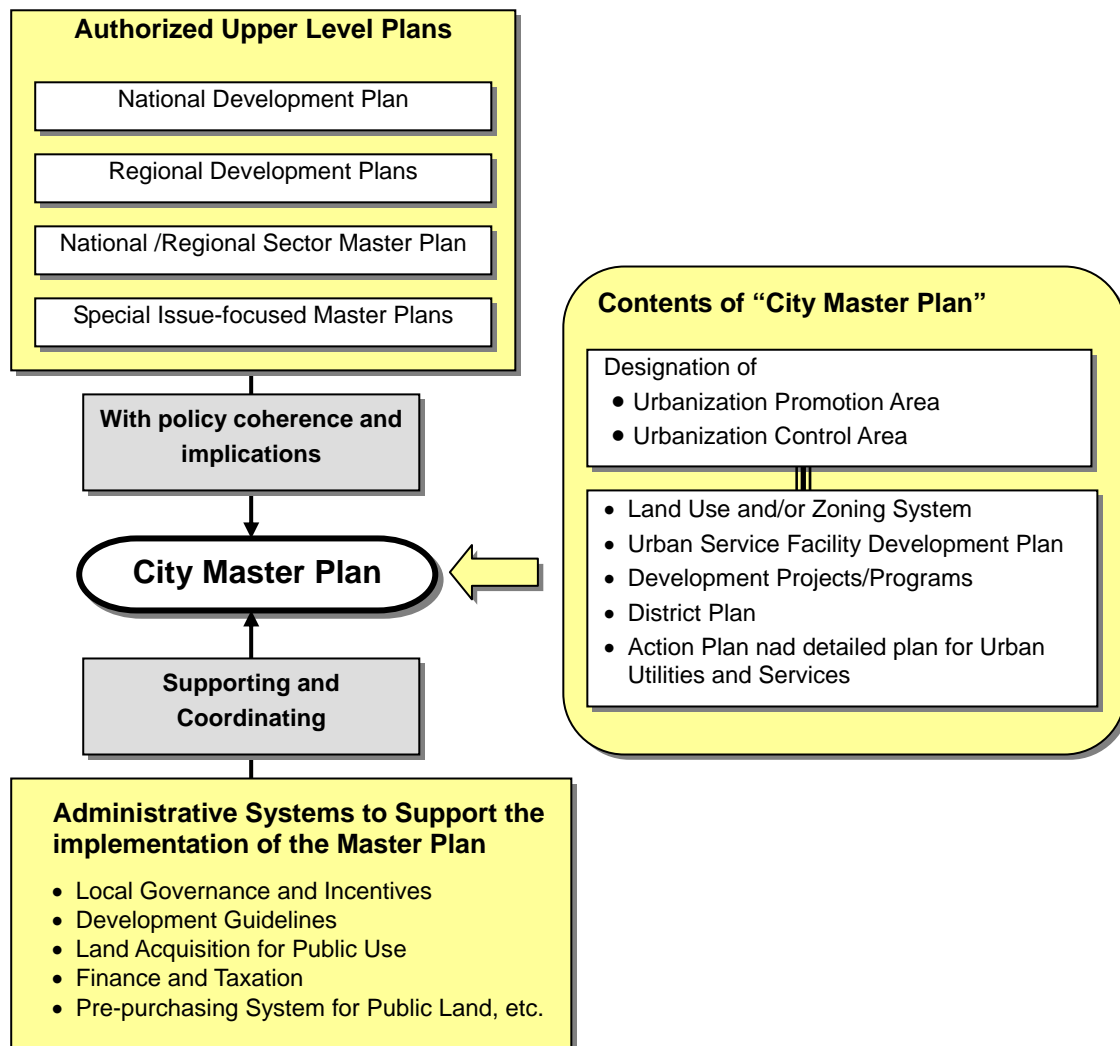 Authorized Upper Level Plans
National Development Plan
Regional Development Plans
National /Regional Sector Master Plan
Special Issue-focused Master Plans
With policy coherence and
implications
City Master Plan
Supporting and
Coordinating
Administrative Systems to Support the
implementation of the Master Plan
• Local Governance and Incentives
• Development Guidelines
• Land Acquisition for Public Use
• Finance and Taxation
• Pre-purchasing System for Public Land, etc.
Contents of “City Master Plan”
Designation of
• Urbanization Promotion Area
• Urbanization Control Area
• Land Use and/or Zoning System
• Urban Service Facility Development Plan
• Development Projects/Programs
• District Plan
• Action Plan nad detailed plan for Urban
Utilities and Services